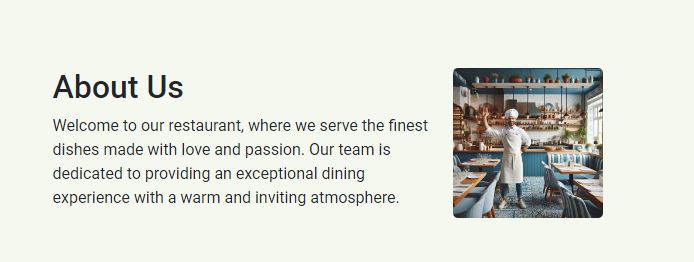 About Us
Welcome to our restaurant, where we serve the finest
dishes made with love and passion. Our team is
dedicated to providing an exceptional dining
experience with a warm and inviting atmosphere.